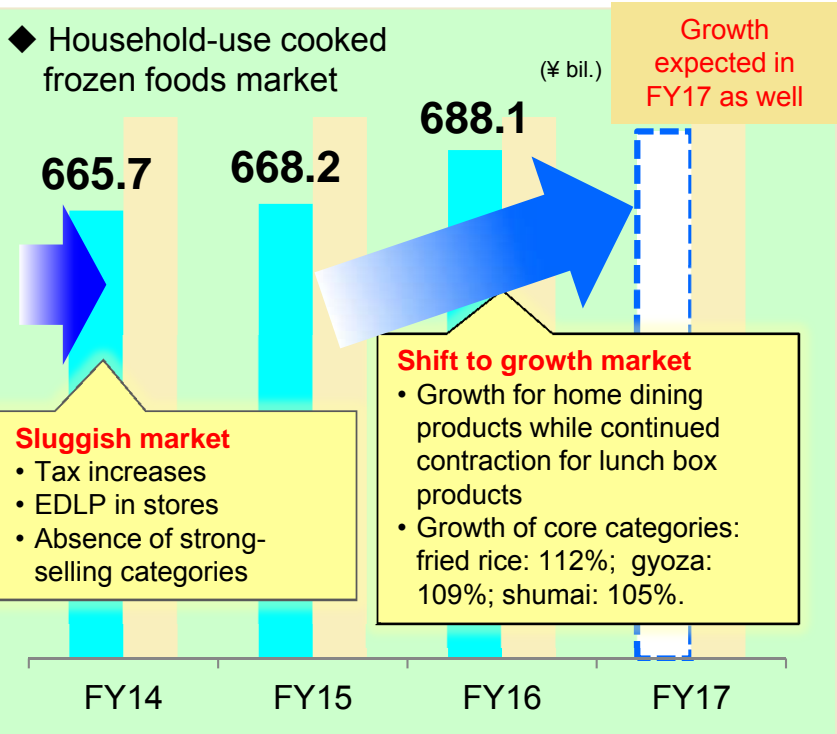 ◆ Household-use cooked
frozen foods market
(¥ bil.)
Growth
expected in
FY17 as well
665.7
668.2
688.1
Sluggish market
• Tax increases
• EDLP in stores
• Absence of strong-
selling categories
Shift to growth market
• Growth for home dining
products while continued
contraction for lunch box
products
• Growth of core categories:
fried rice: 112%; gyoza:
109%; shumai: 105%.
FY14
FY15
FY16
FY17